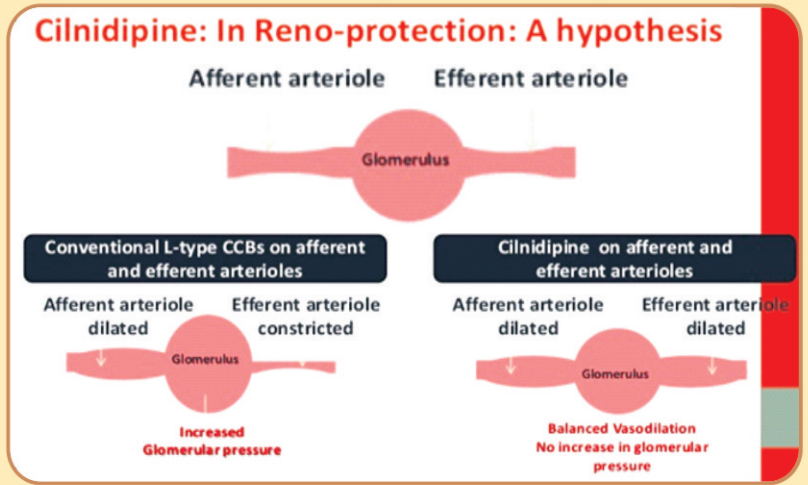 Cilnidipine: In Reno-protection: A hypothesis
Afferent arteriole
Efferent arteriole
Glomerulus
Conventional L-type CCBs on afferent
and efferent arterioles
Afferent arteriole
dilated
Efferent arteriole
constricted
Glomerulus
Increased
Glomerular pressure
Cilnidipine on afferent and
efferent arterioles
Afferent arteriole
dilated
Efferent arteriole
dilated
Glomerulus
Balanced Vasodilation
No increase in glomerular
pressure